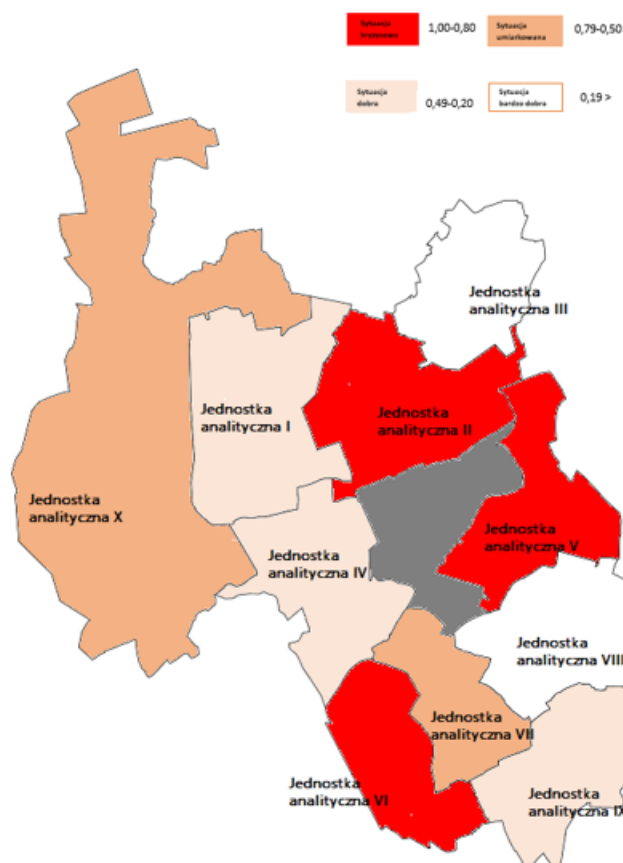 Sytuacja
kryzysowa
1,00-0,80
Sytuacja
umiarkowana
0,79-0,50
Sytuacja
dobra
0,49-0,20
Sytuacja
bardzo dobra
0,19 >
Jednostka
analityczna III
Jednostka
analityczna I
Jednostka
analityczna II
Jednostka
analityczna X
Jednostka
analityczna IV
Jednostka
analityczna V
Jednostka
analityczna VIII
Jednostka
analityczna VII
Jednostka
analityczna VI
Jednostka
analityczna IX